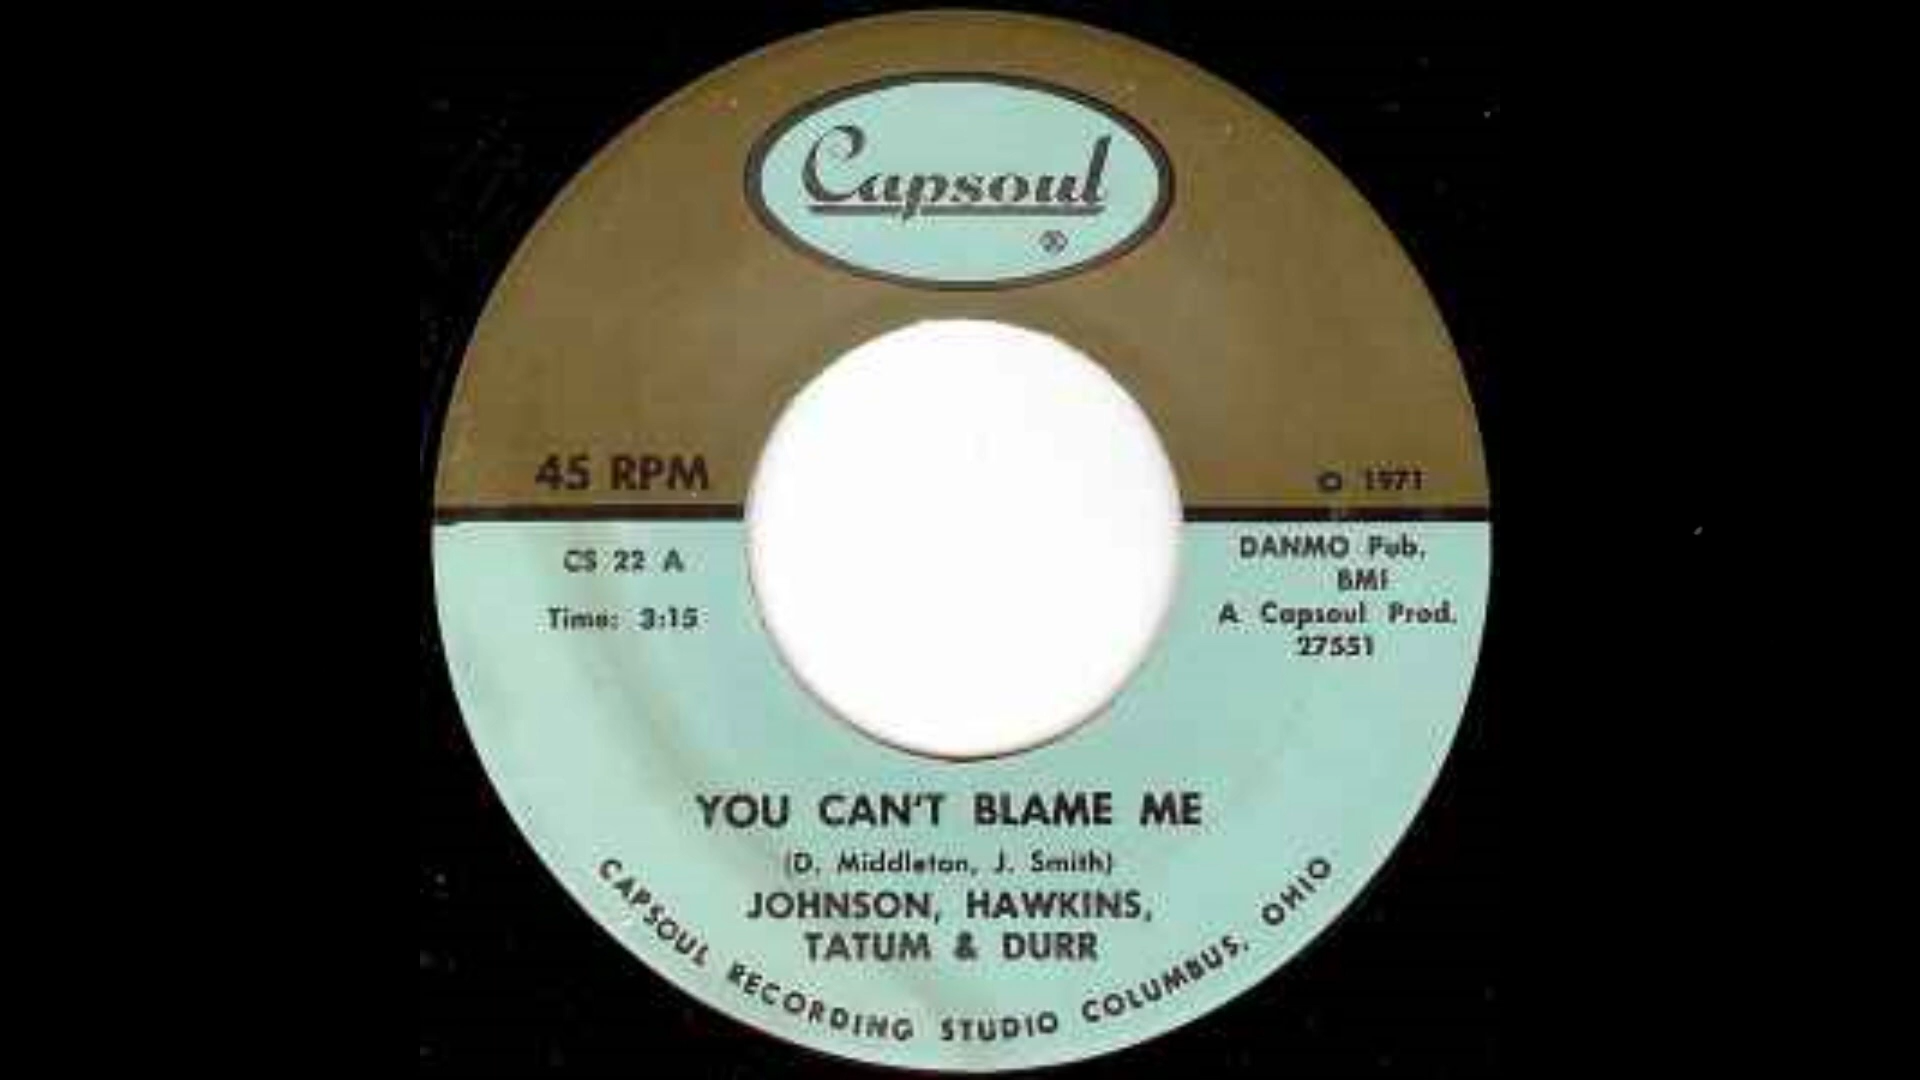 Capsoul
®
45 RPM
© 1971
CS 22 A
Time: 3:15
DANMO Pub.
BMI
A Capsoul Prod.
27551
YOU CAN'T BLAME ME
(D. Middleton, J. Smith)
JOHNSON, HAWKINS,
TATUM & DURR
CAPSOUL RECORDING STUDIO COLUMBUS, OHIO